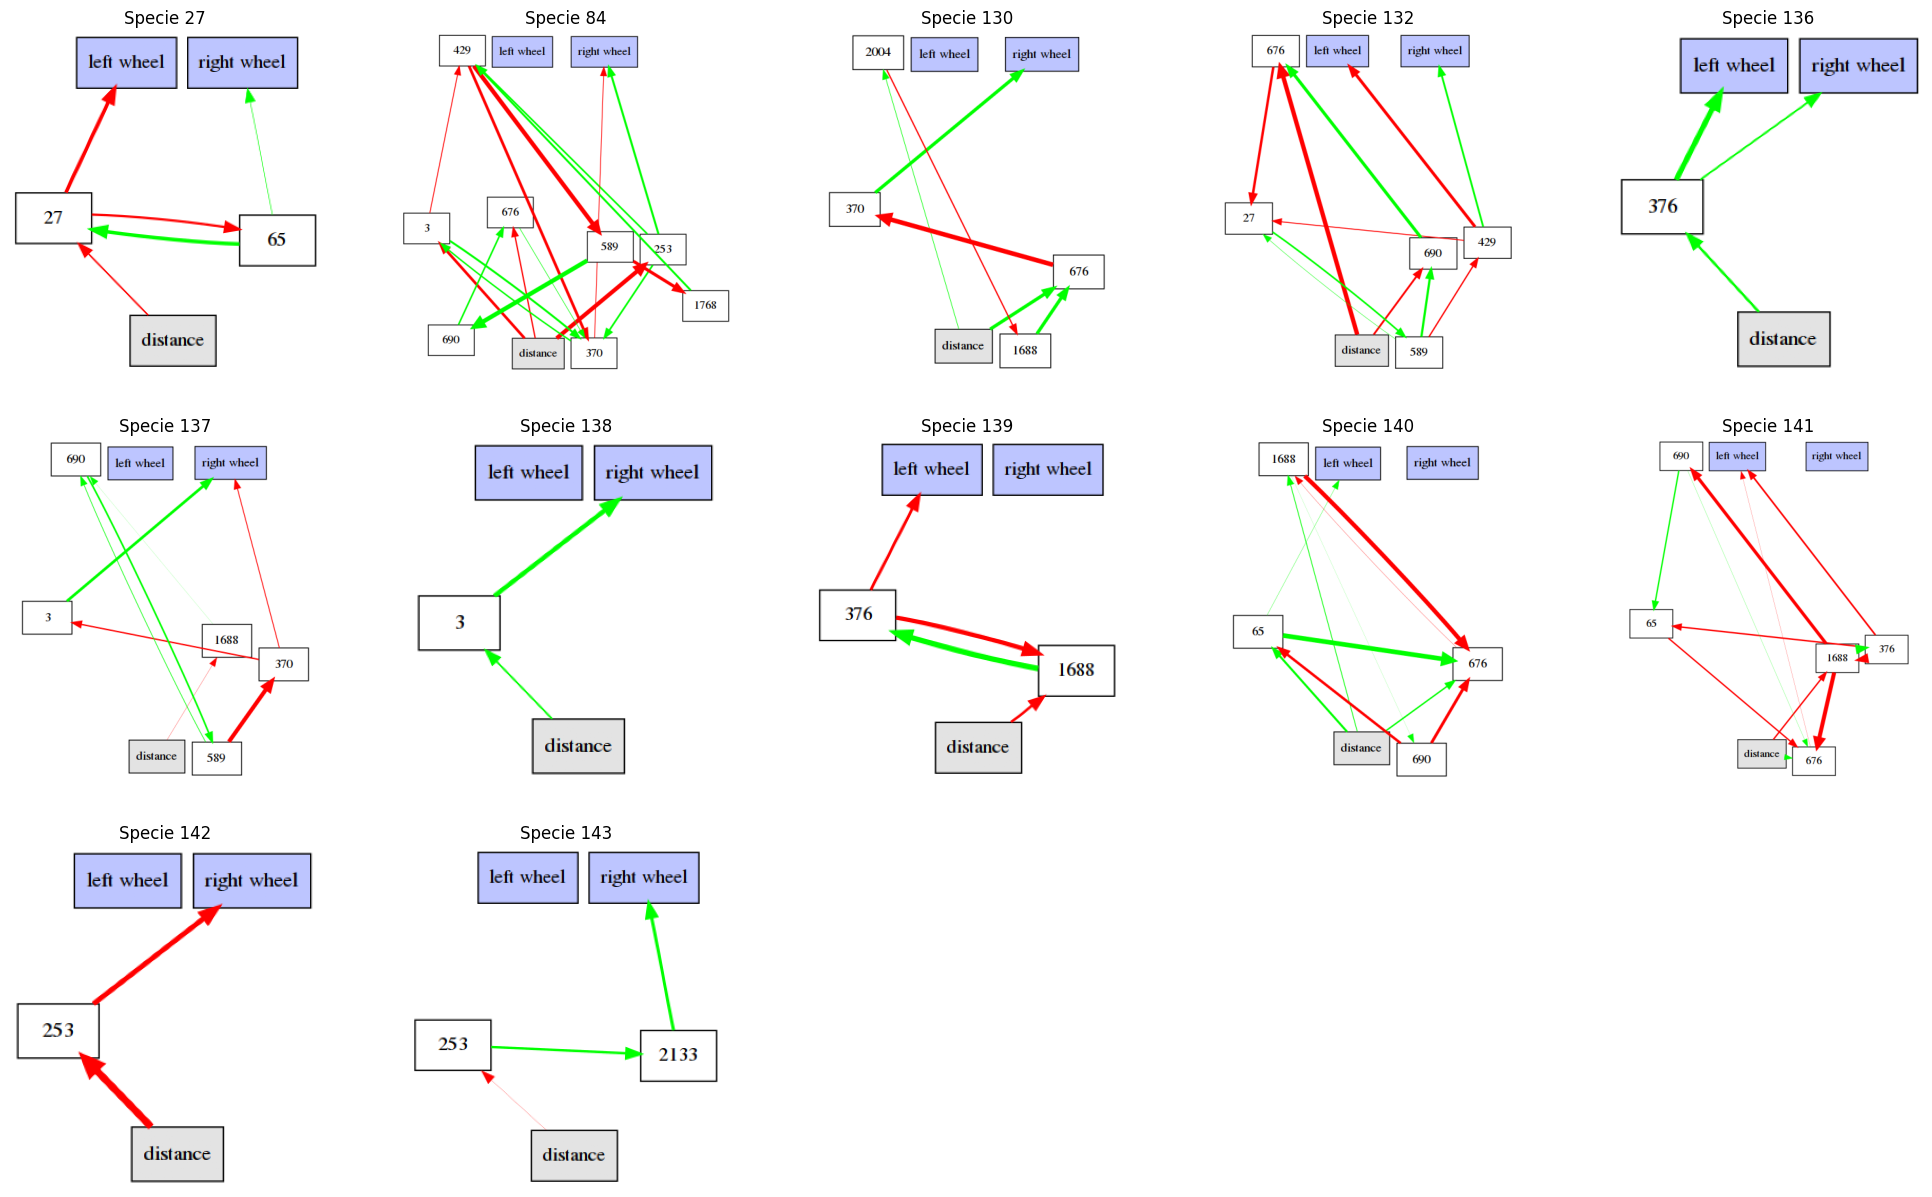 Specie 27
left wheel
right wheel
27
65
distance
Specie 84
429
left wheel
right wheel
676
3
589
253
1768
690
distance
370
Specie 130
2004
left wheel
right wheel
370
676
distance
1688
Specie 132
676
left wheel
right wheel
27
690
429
distance
589
Specie 136
left wheel
right wheel
376
distance
Specie 137
690
left wheel
right wheel
3
1688
370
distance
589
Specie 138
left wheel
right wheel
3
distance
Specie 139
left wheel
right wheel
376
1688
distance
Specie 140
1688
left wheel
right wheel
65
676
distance
690
Specie 141
690
left wheel
right wheel
65
1688
376
distance
676
Specie 142
left wheel
right wheel
253
distance
Specie 143
left wheel
right wheel
253
2133
distance